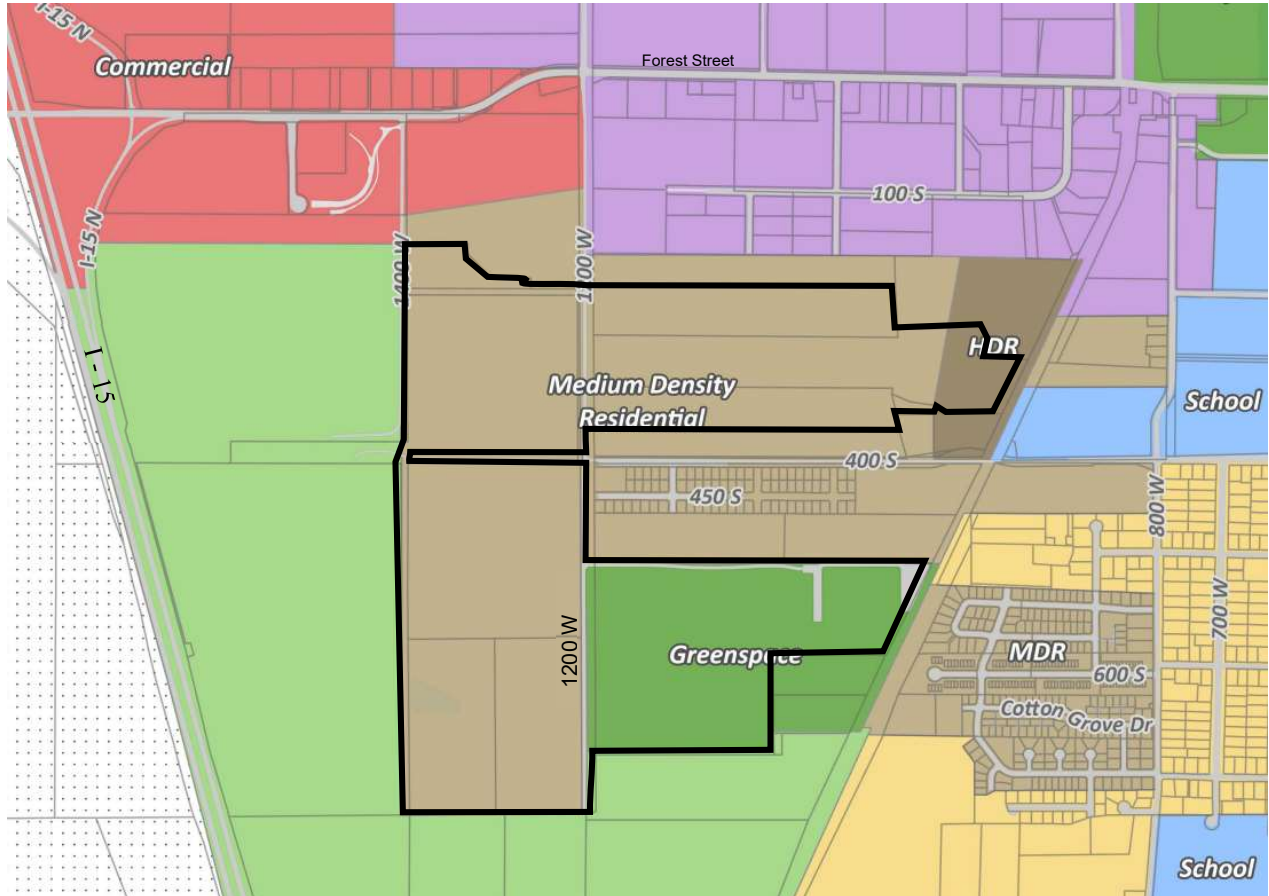 I-15 N
Commercial
Forest Street
100 S
I-15 N
1400 W
1200 W
HDR
I - 15
Medium Density
Residential
School
400 S
450 S
800 W
700 W
1200 W
Greenspace
MDR
600 S
Cotton Grove Dr
School